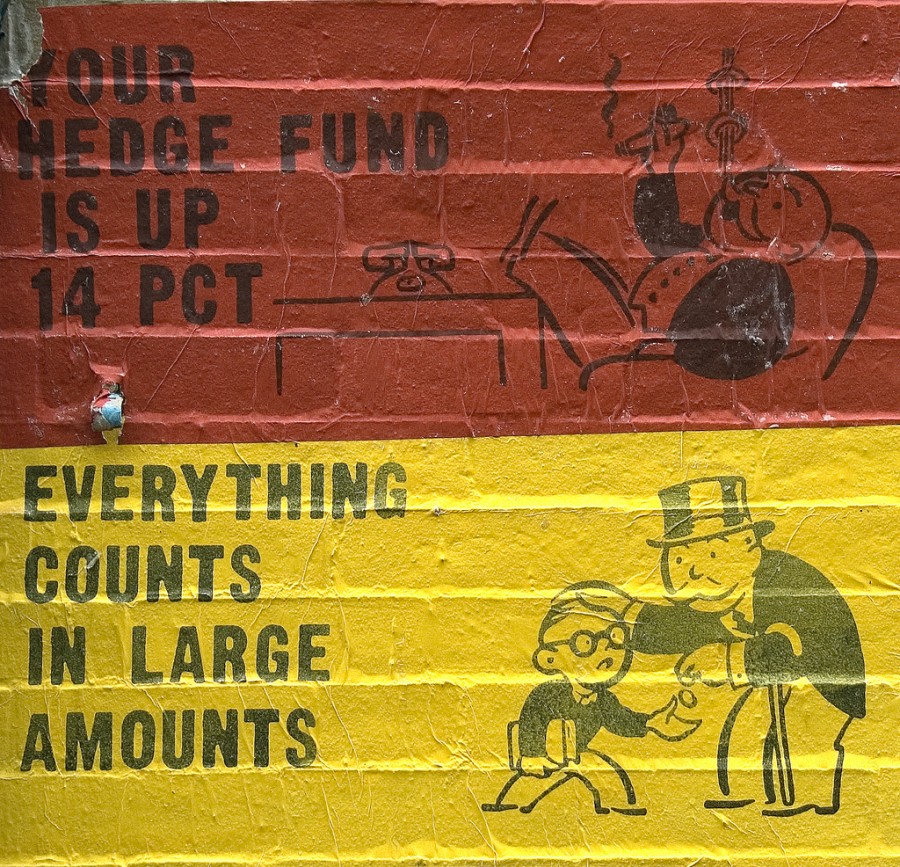 YOUR
HEDGE FUND
IS UP
14 PCT
EVERYTHING
COUNTS
IN LARGE
AMOUNTS